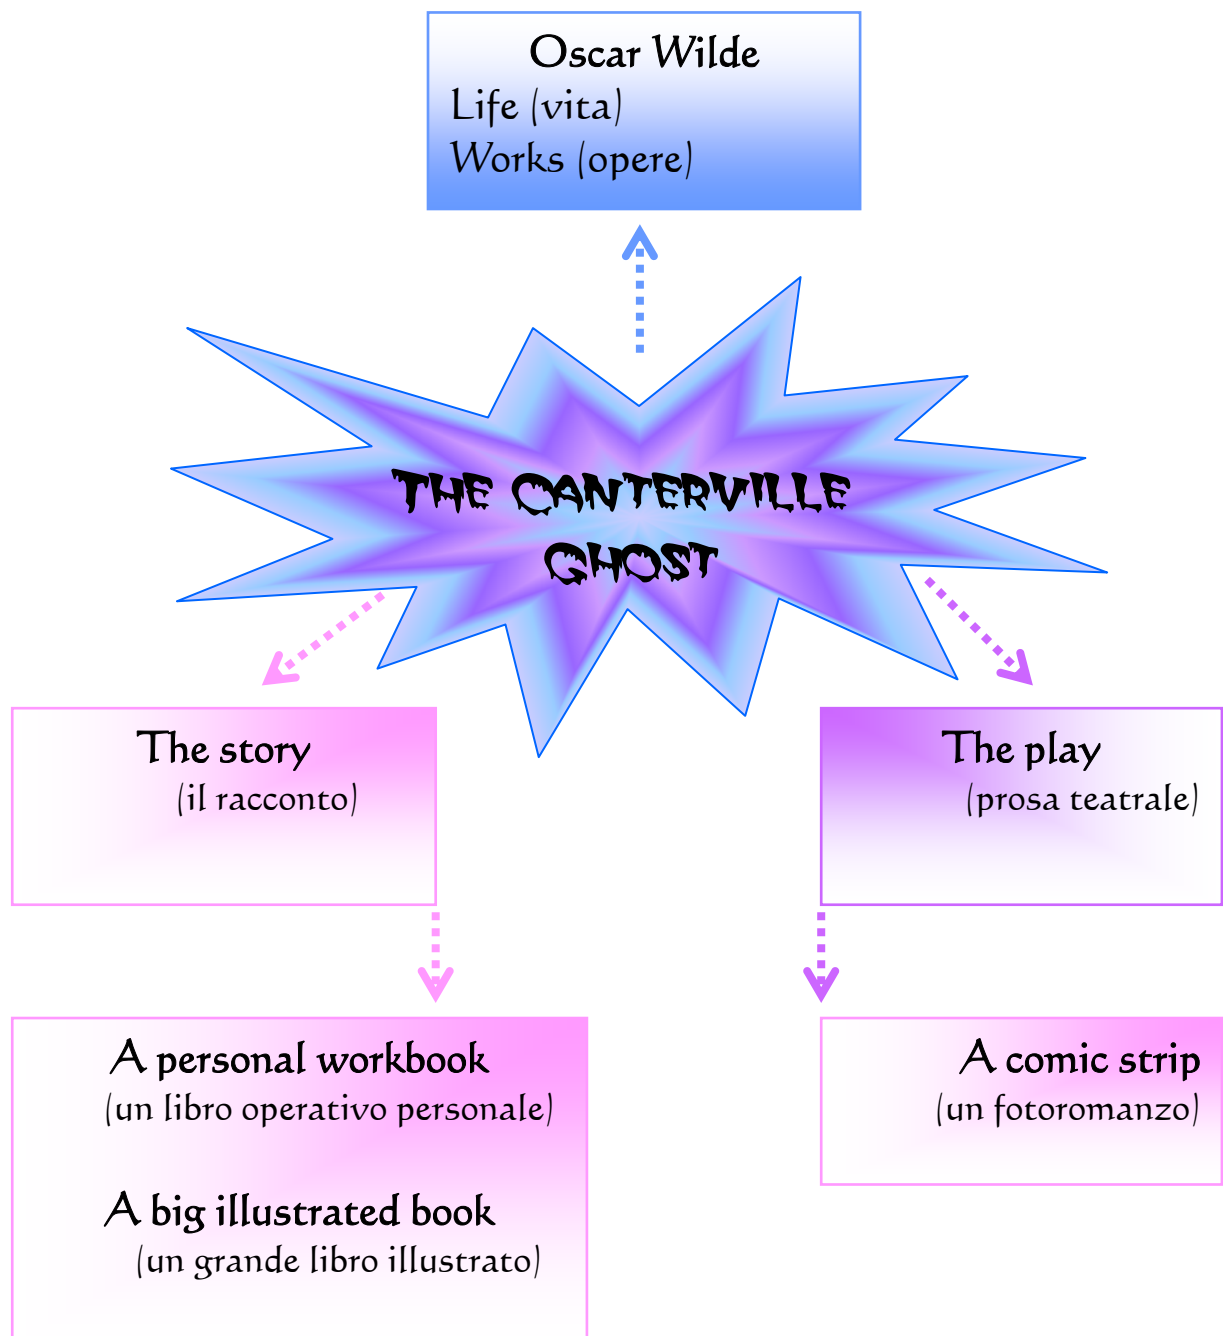 Oscar Wilde
Life (vita)
Works (opere)
THE CANTERVILLE
GHOST
The story
(il racconto)
The play
(prosa teatrale)
A personal workbook
(un libro operativo personale)
A big illustrated book
(un grande libro illustrato)
A comic strip
(un fotoromanzo)